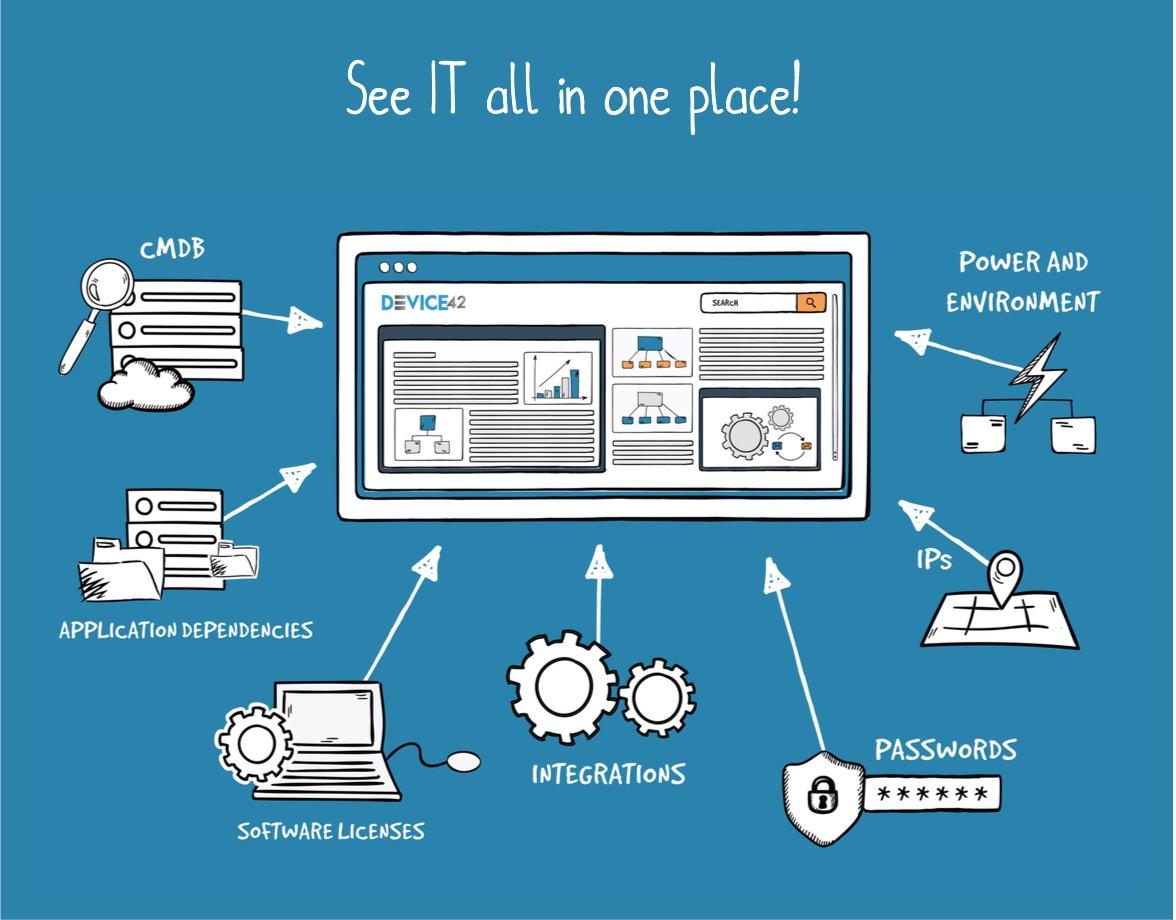 See IT all in one place!
CMDB
POWER AND
ENVIRONMENT
DEVICE42
SEARCH
IPs
APPLICATION DEPENDENCIES
PASSWORDS
INTEGRATIONS
******
SOFTWARE LICENSES